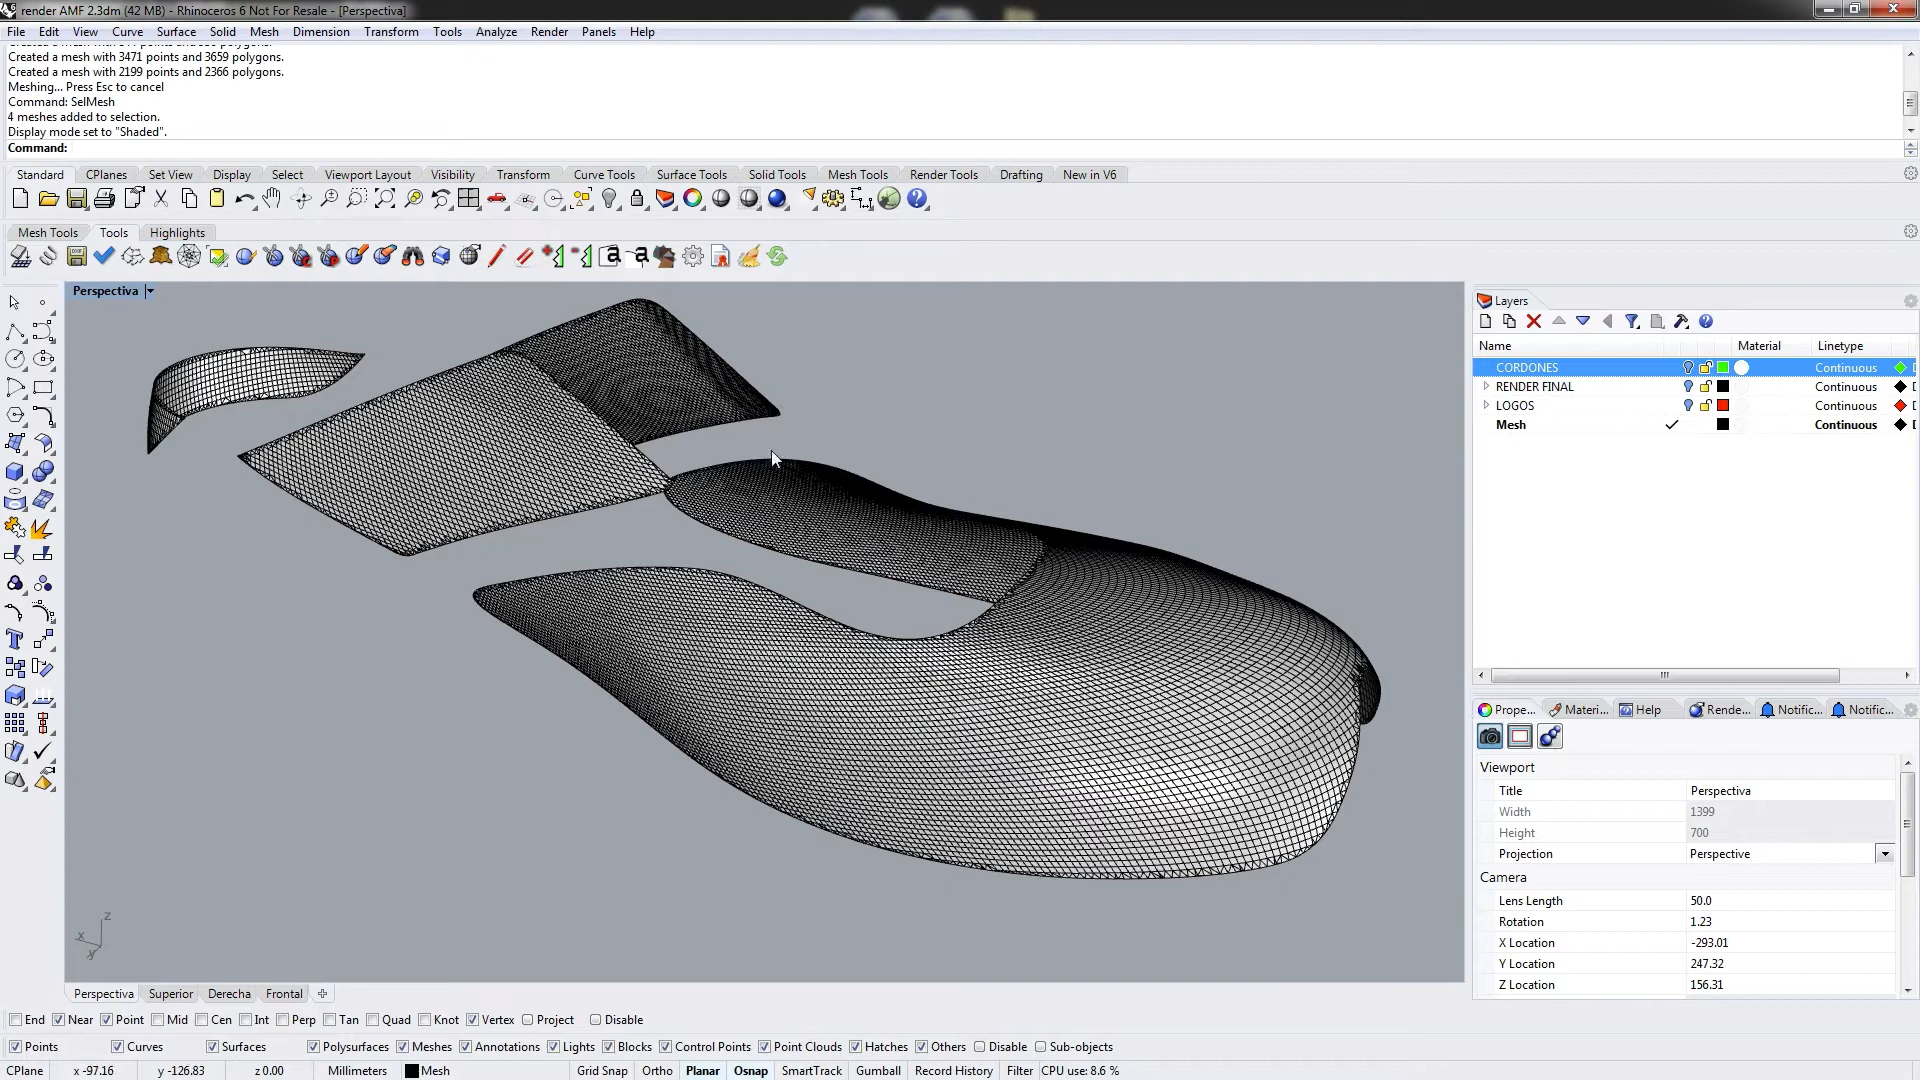 render AMF 2.3dm (42 MB) - Rhinoceros 6 Not For Resale - [Perspectiva]
File Edit View Curve Surface Solid Mesh Dimension Transform Tools Analyze Render Panels Help
Created a mesh with 3471 points and 3659 polygons.
Created a mesh with 2199 points and 2366 polygons.
Meshing... Press Esc to cancel
Command: SelMesh
4 meshes added to selection.
Display mode set to "Shaded".
Command:
Standard CPlanes Set View Display Select Viewport Layout Visibility Transform Curve Tools Surface Tools Solid Tools Mesh Tools Render Tools Drafting New in V6
Mesh Tools Tools Highlights
Perspectiva
Layers
Name Material Linetype
CORDONES Continuous
RENDER FINAL Continuous
LOGOS Continuous
Mesh Continuous
Prope... Materi... Help Rende... Notific... Notific...
Viewport
Title Perspectiva
Width 1399
Height 700
Projection Perspective
Camera
Lens Length 50.0
Rotation 1.23
X Location -293.01
Y Location 247.32
Z Location 156.31
z
x
y
Perspectiva Superior Derecha Frontal
End Near Point Mid Cen Int Perp Tan Quad Knot Vertex Project Disable
Points Curves Surfaces Polysurfaces Meshes Annotations Lights Blocks Control Points Point Clouds Hatches Others Disable Sub-objects
CPlane x -97.16 y -126.83 z 0.00 Millimeters Mesh Grid Snap Ortho Planar Osnap SmartTrack Gumball Record History Filter CPU use: 8.6 %